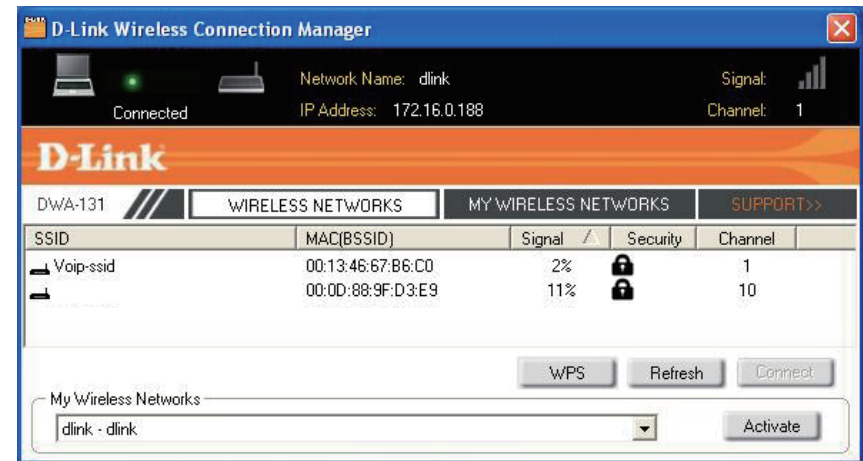 D-Link Wireless Connection Manager
Network Name: dlink Signal:
Connected IP Address: 172.16.0.188 Channel: 1
D-Link
DWA-131 WIRELESS NETWORKS MY WIRELESS NETWORKS SUPPORT>>
SSID MAC(BSSID) Signal Security Channel
Voip-ssid 00:13:46:67:B6:C0 2% 1
00:0D:88:9F:D3:E9 11% 10
WPS Refresh Connect
My Wireless Networks
dlink - dlink Activate